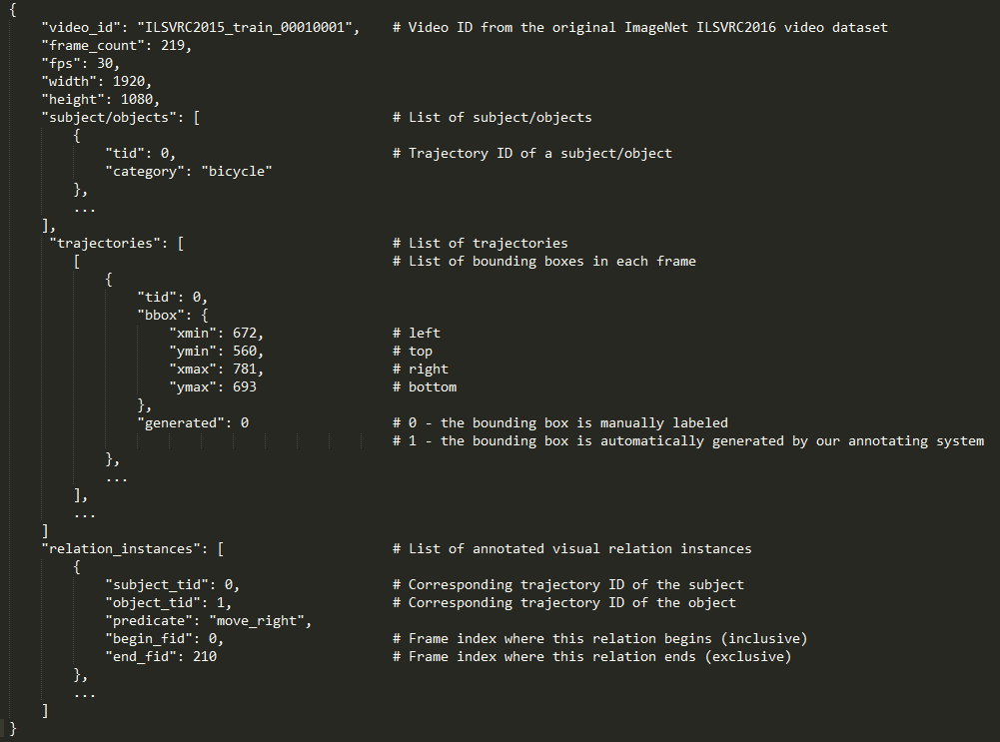 {
"video_id": "ILSVRC2015_train_00010001", # Video ID from the original ImageNet ILSVRC2016 video dataset
"frame_count": 219,
"fps": 30,
"width": 1920,
"height": 1080,
"subject/objects": [ # List of subject/objects
{
"tid": 0, # Trajectory ID of a subject/object
"category": "bicycle"
},
...
],
"trajectories": [ # List of trajectories
[ # List of bounding boxes in each frame
{
"tid": 0,
"bbox": {
"xmin": 672, # left
"ymin": 560, # top
"xmax": 781, # right
"ymax": 693 # bottom
},
"generated": 0 # 0 - the bounding box is manually labeled
# 1 - the bounding box is automatically generated by our annotating system
},
...
],
...
]
"relation_instances": [ # List of annotated visual relation instances
{
"subject_tid": 0, # Corresponding trajectory ID of the subject
"object_tid": 1, # Corresponding trajectory ID of the object
"predicate": "move_right",
"begin_fid": 0, # Frame index where this relation begins (inclusive)
"end_fid": 210 # Frame index where this relation ends (exclusive)
},
...
]
}